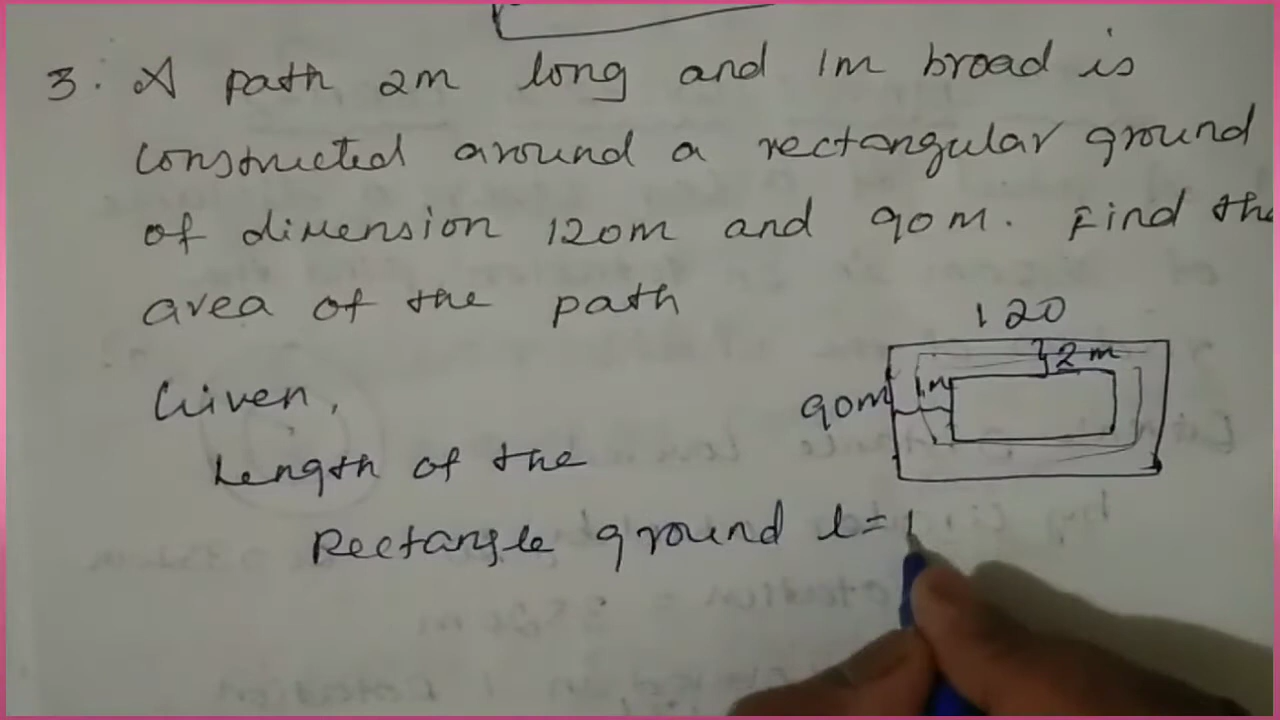 3. A path 2m long and 1m broad is
constructed around a rectangular ground
of dimension 120m and 90m. Find the
area of the path
120
2m
90m 1m
Given,
Length of the
Rectangle ground l = 1